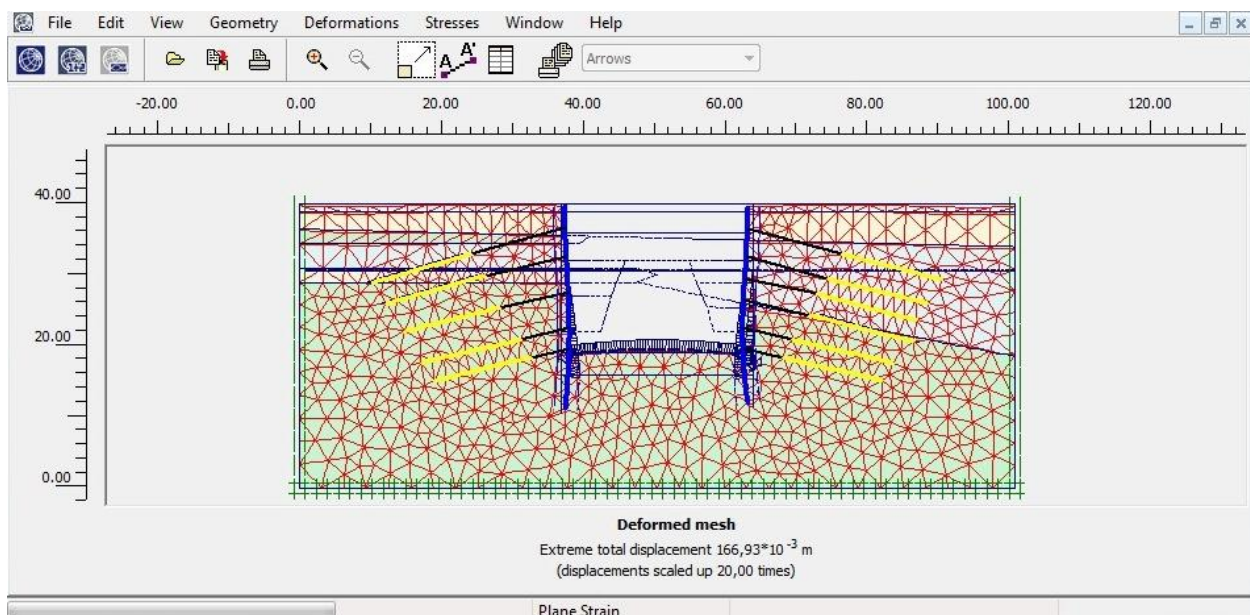 File Edit View Geometry Deformations Stresses Window Help
A A'
Arrows
-20.00 0.00 20.00 40.00 60.00 80.00 100.00 120.00
40.00
20.00
0.00
Deformed mesh
Extreme total displacement 166,93*10 -3 m
(displacements scaled up 20,00 times)
Plane Strain